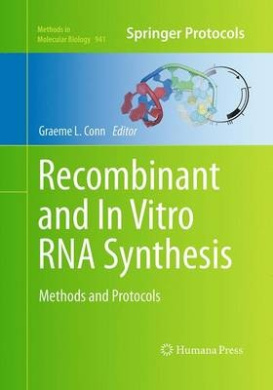 Methods in
Molecular Biology 941
Springer Protocols
Graeme L. Conn Editor
Recombinant
and In Vitro
RNA Synthesis
Methods and Protocols
Humana Press